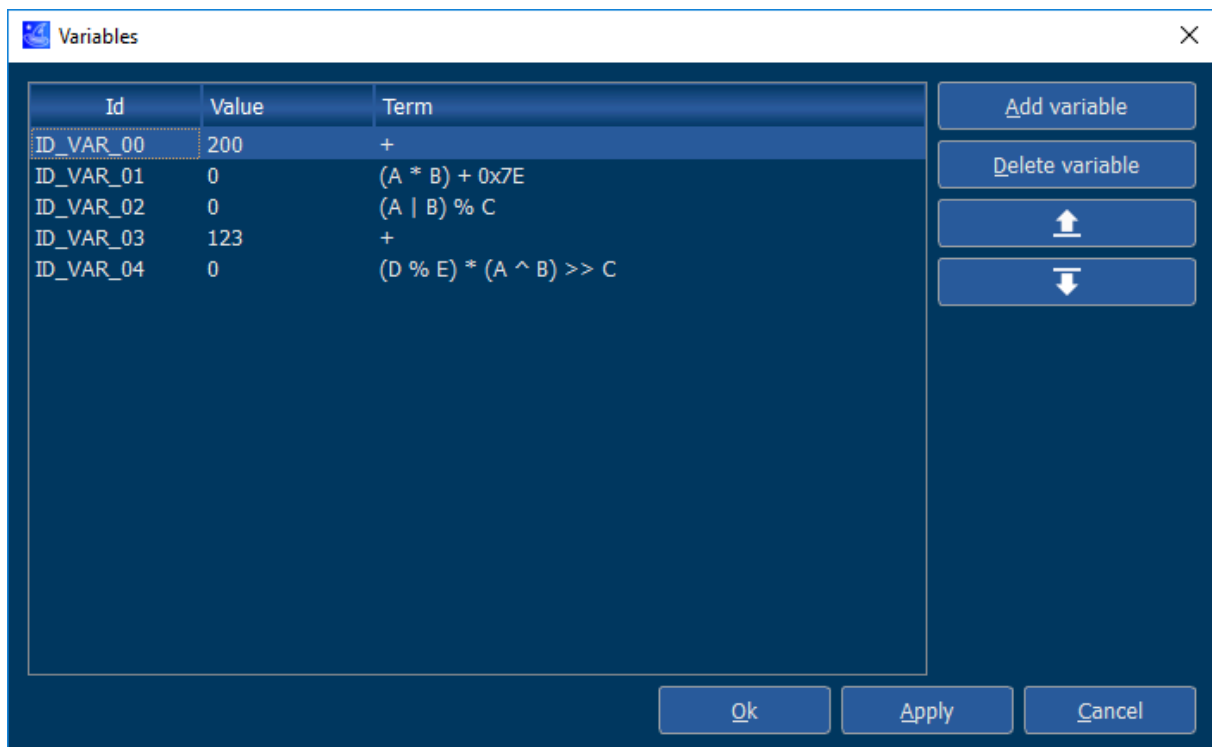 Variables
Id Value Term
ID_VAR_00 200 +
ID_VAR_01 0 (A * B) + 0x7E
ID_VAR_02 0 (A | B) % C
ID_VAR_03 123 +
ID_VAR_04 0 (D % E) * (A ^ B) >> C
Add variable
Delete variable
Ok Apply Cancel